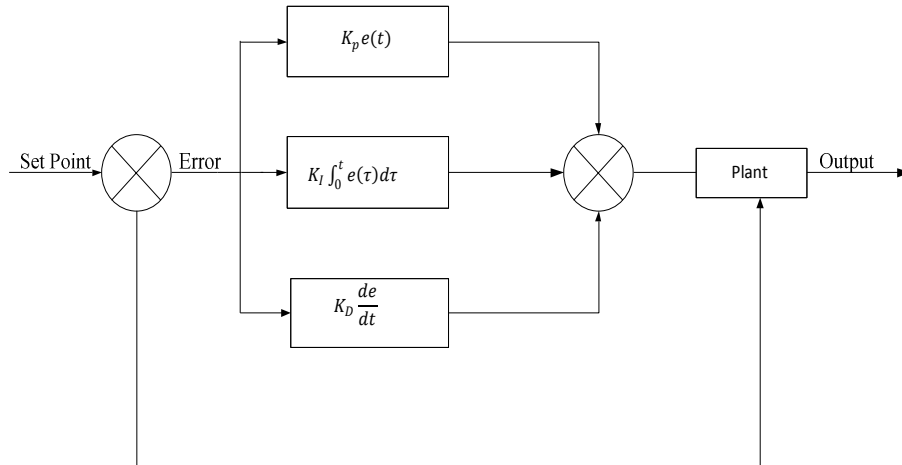 K_p e(t)
Set Point
Error
K_I ∫_0^t e(τ)dτ
Plant
Output
K_D de/dt